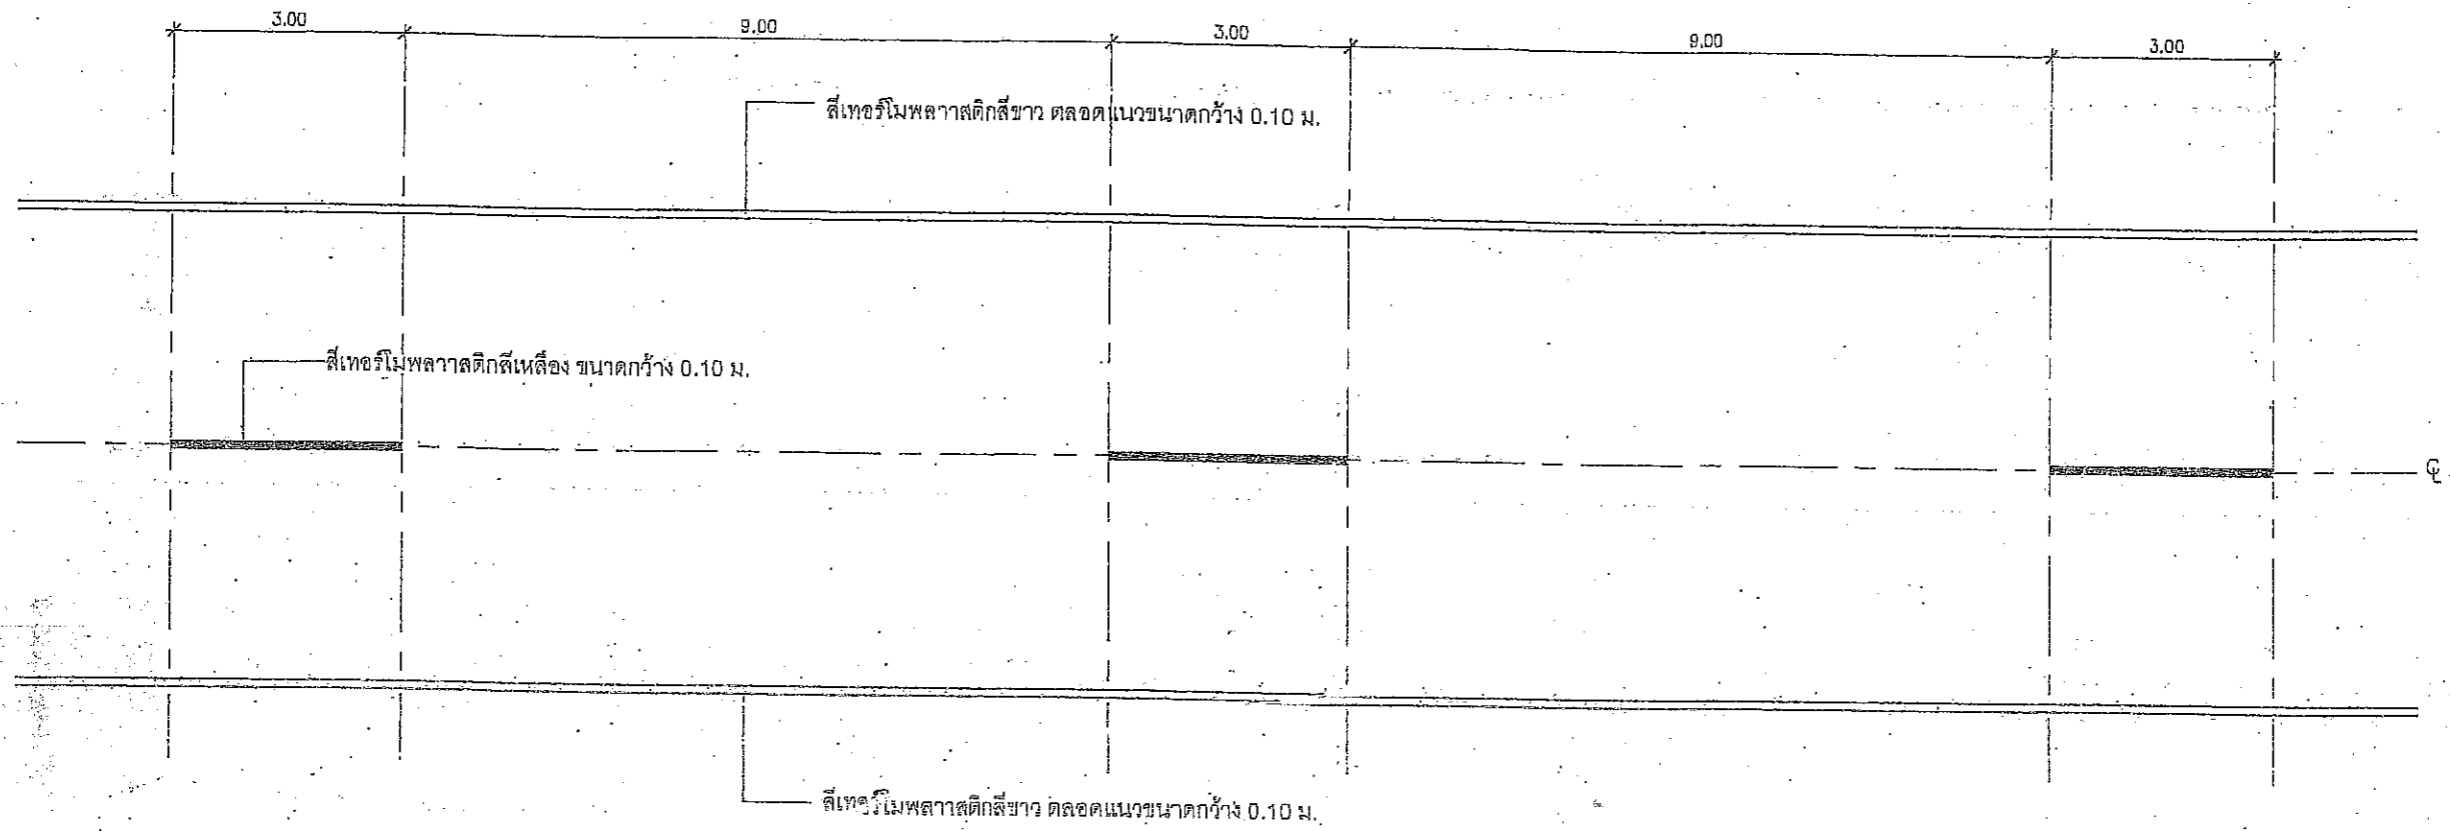 3.00 9.00 3.00 9.00 3.00
สีเทอร์โมพลาาสติกสีขาว ตลอดแนวขนาดกว้าง 0.10 ม.
สีเทอร์โมพลาาสติกสีเหลือง ขนาดกว้าง 0.10 ม.
℄
สีเทอร์โมพลาาสติกสีขาว ตลอดแนวขนาดกว้าง 0.10 ม.